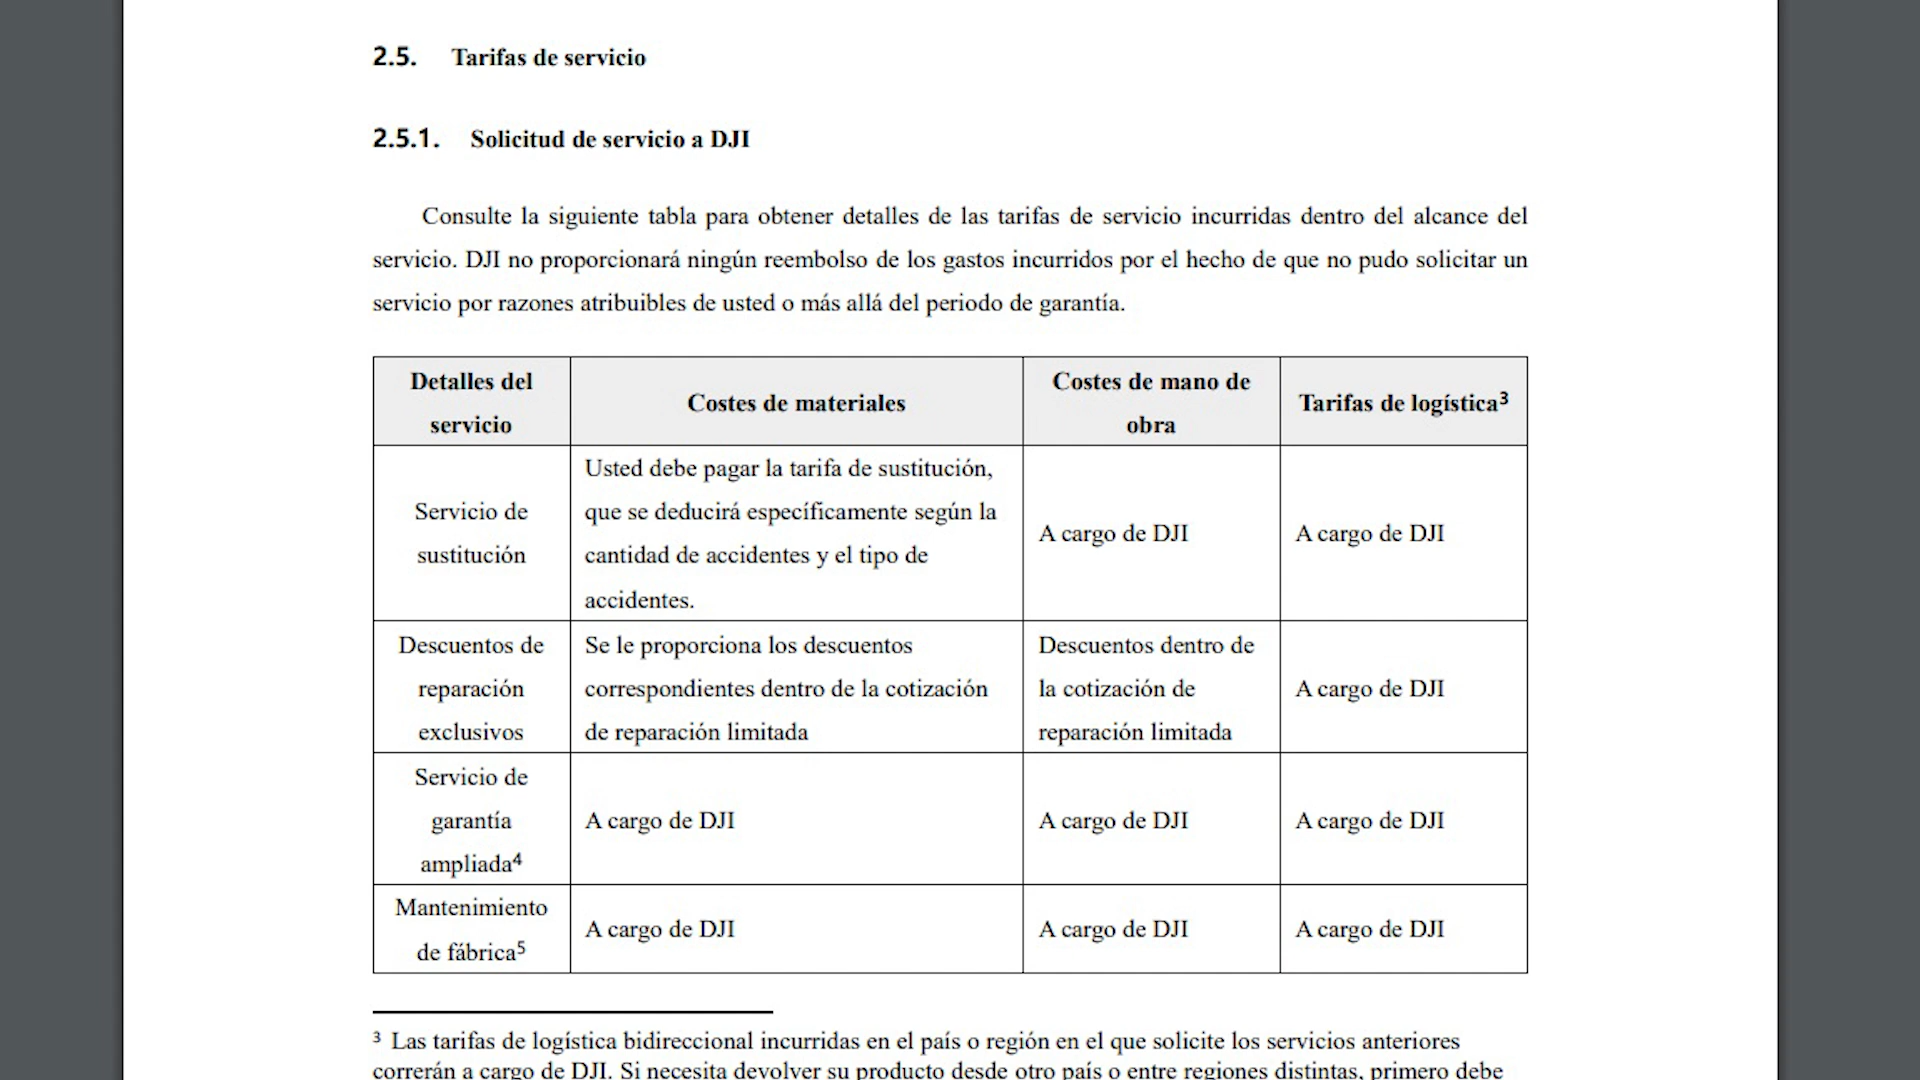 2.5. Tarifas de servicio
2.5.1. Solicitud de servicio a DJI
Consulte la siguiente tabla para obtener detalles de las tarifas de servicio incurridas dentro del alcance del
servicio. DJI no proporcionará ningún reembolso de los gastos incurridos por el hecho de que no pudo solicitar un
servicio por razones atribuibles de usted o más allá del periodo de garantía.
Detalles del
servicio
Costes de materiales
Costes de mano de
obra
Tarifas de logística3
Servicio de
sustitución
Usted debe pagar la tarifa de sustitución,
que se deducirá específicamente según la
cantidad de accidentes y el tipo de
accidentes.
A cargo de DJI
A cargo de DJI
Descuentos de
reparación
exclusivos
Se le proporciona los descuentos
correspondientes dentro de la cotización
de reparación limitada
Descuentos dentro de
la cotización de
reparación limitada
A cargo de DJI
Servicio de
garantía
ampliada4
A cargo de DJI
A cargo de DJI
A cargo de DJI
Mantenimiento
de fábrica5
A cargo de DJI
A cargo de DJI
A cargo de DJI
3 Las tarifas de logística bidireccional incurridas en el país o región en el que solicite los servicios anteriores
correrán a cargo de DJI. Si necesita devolver su producto desde otro país o entre regiones distintas, primero debe